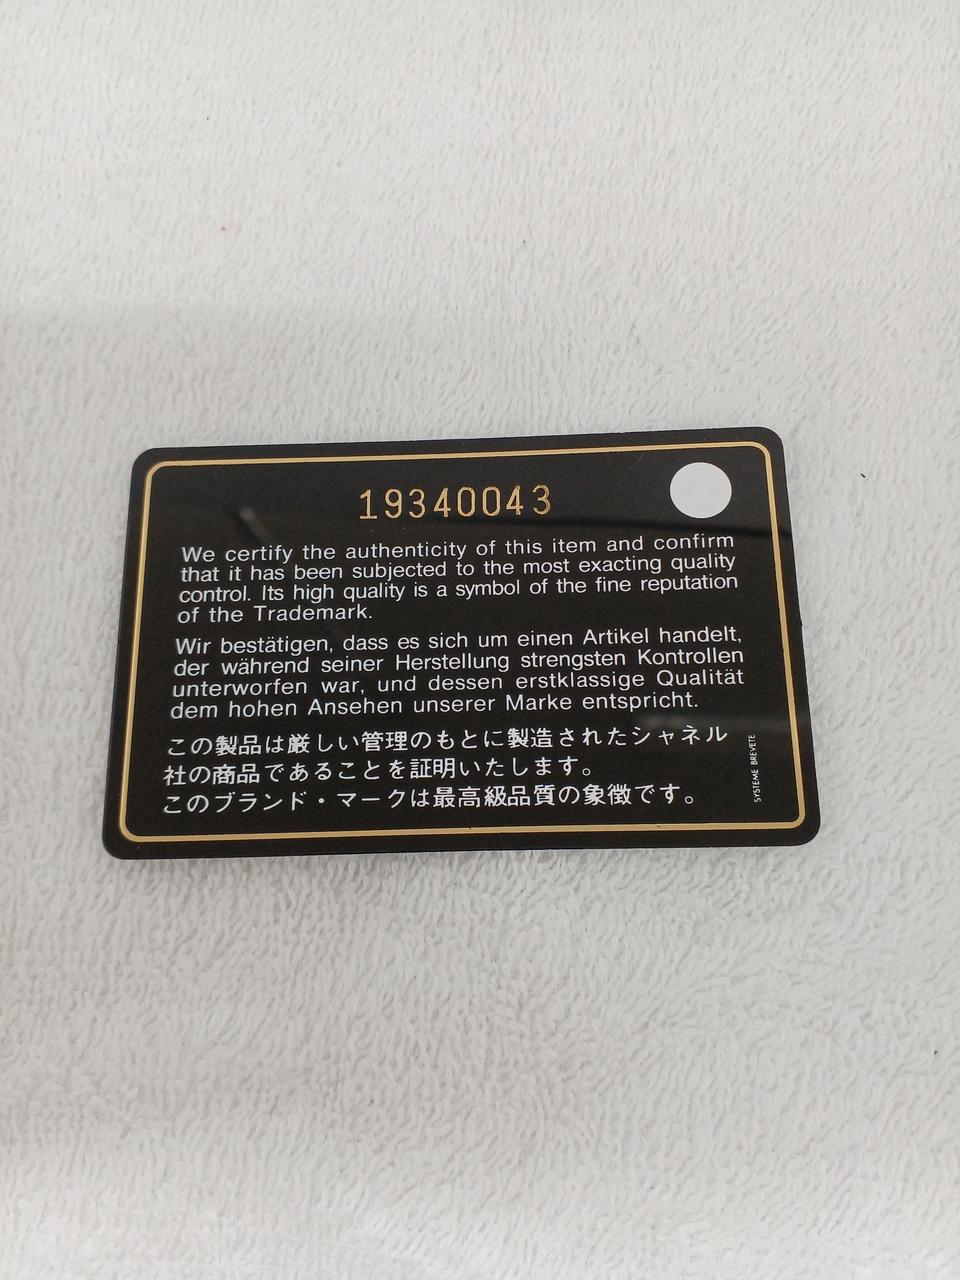 19340043
We certify the authenticity of this item and confirm
that it has been subjected to the most exacting quality
control. Its high quality is a symbol of the fine reputation
of the Trademark.
Wir bestätigen, dass es sich um einen Artikel handelt,
der während seiner Herstellung strengsten Kontrollen
unterworfen war, und dessen erstklassige Qualität
dem hohen Ansehen unserer Marke entspricht.
この製品は厳しい管理のもとに製造されたシャネル
社の商品であることを証明いたします。
このブランド・マークは最高級品質の象徴です。
SYSTEME BREVETE